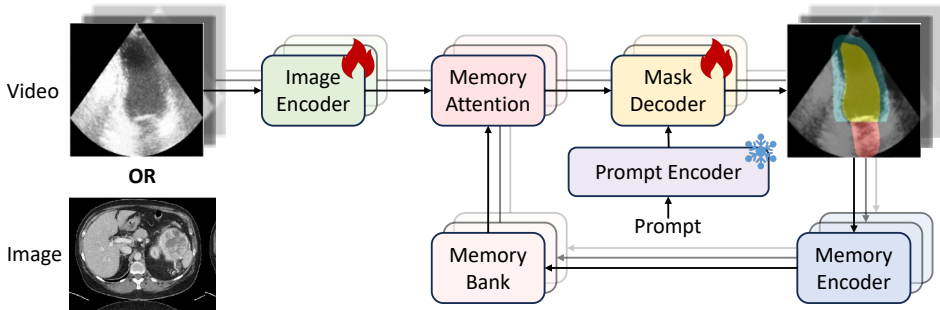 Video
Image
Encoder
Memory
Attention
Mask
Decoder
OR
Prompt Encoder
Prompt
Image
Memory
Bank
Memory
Encoder